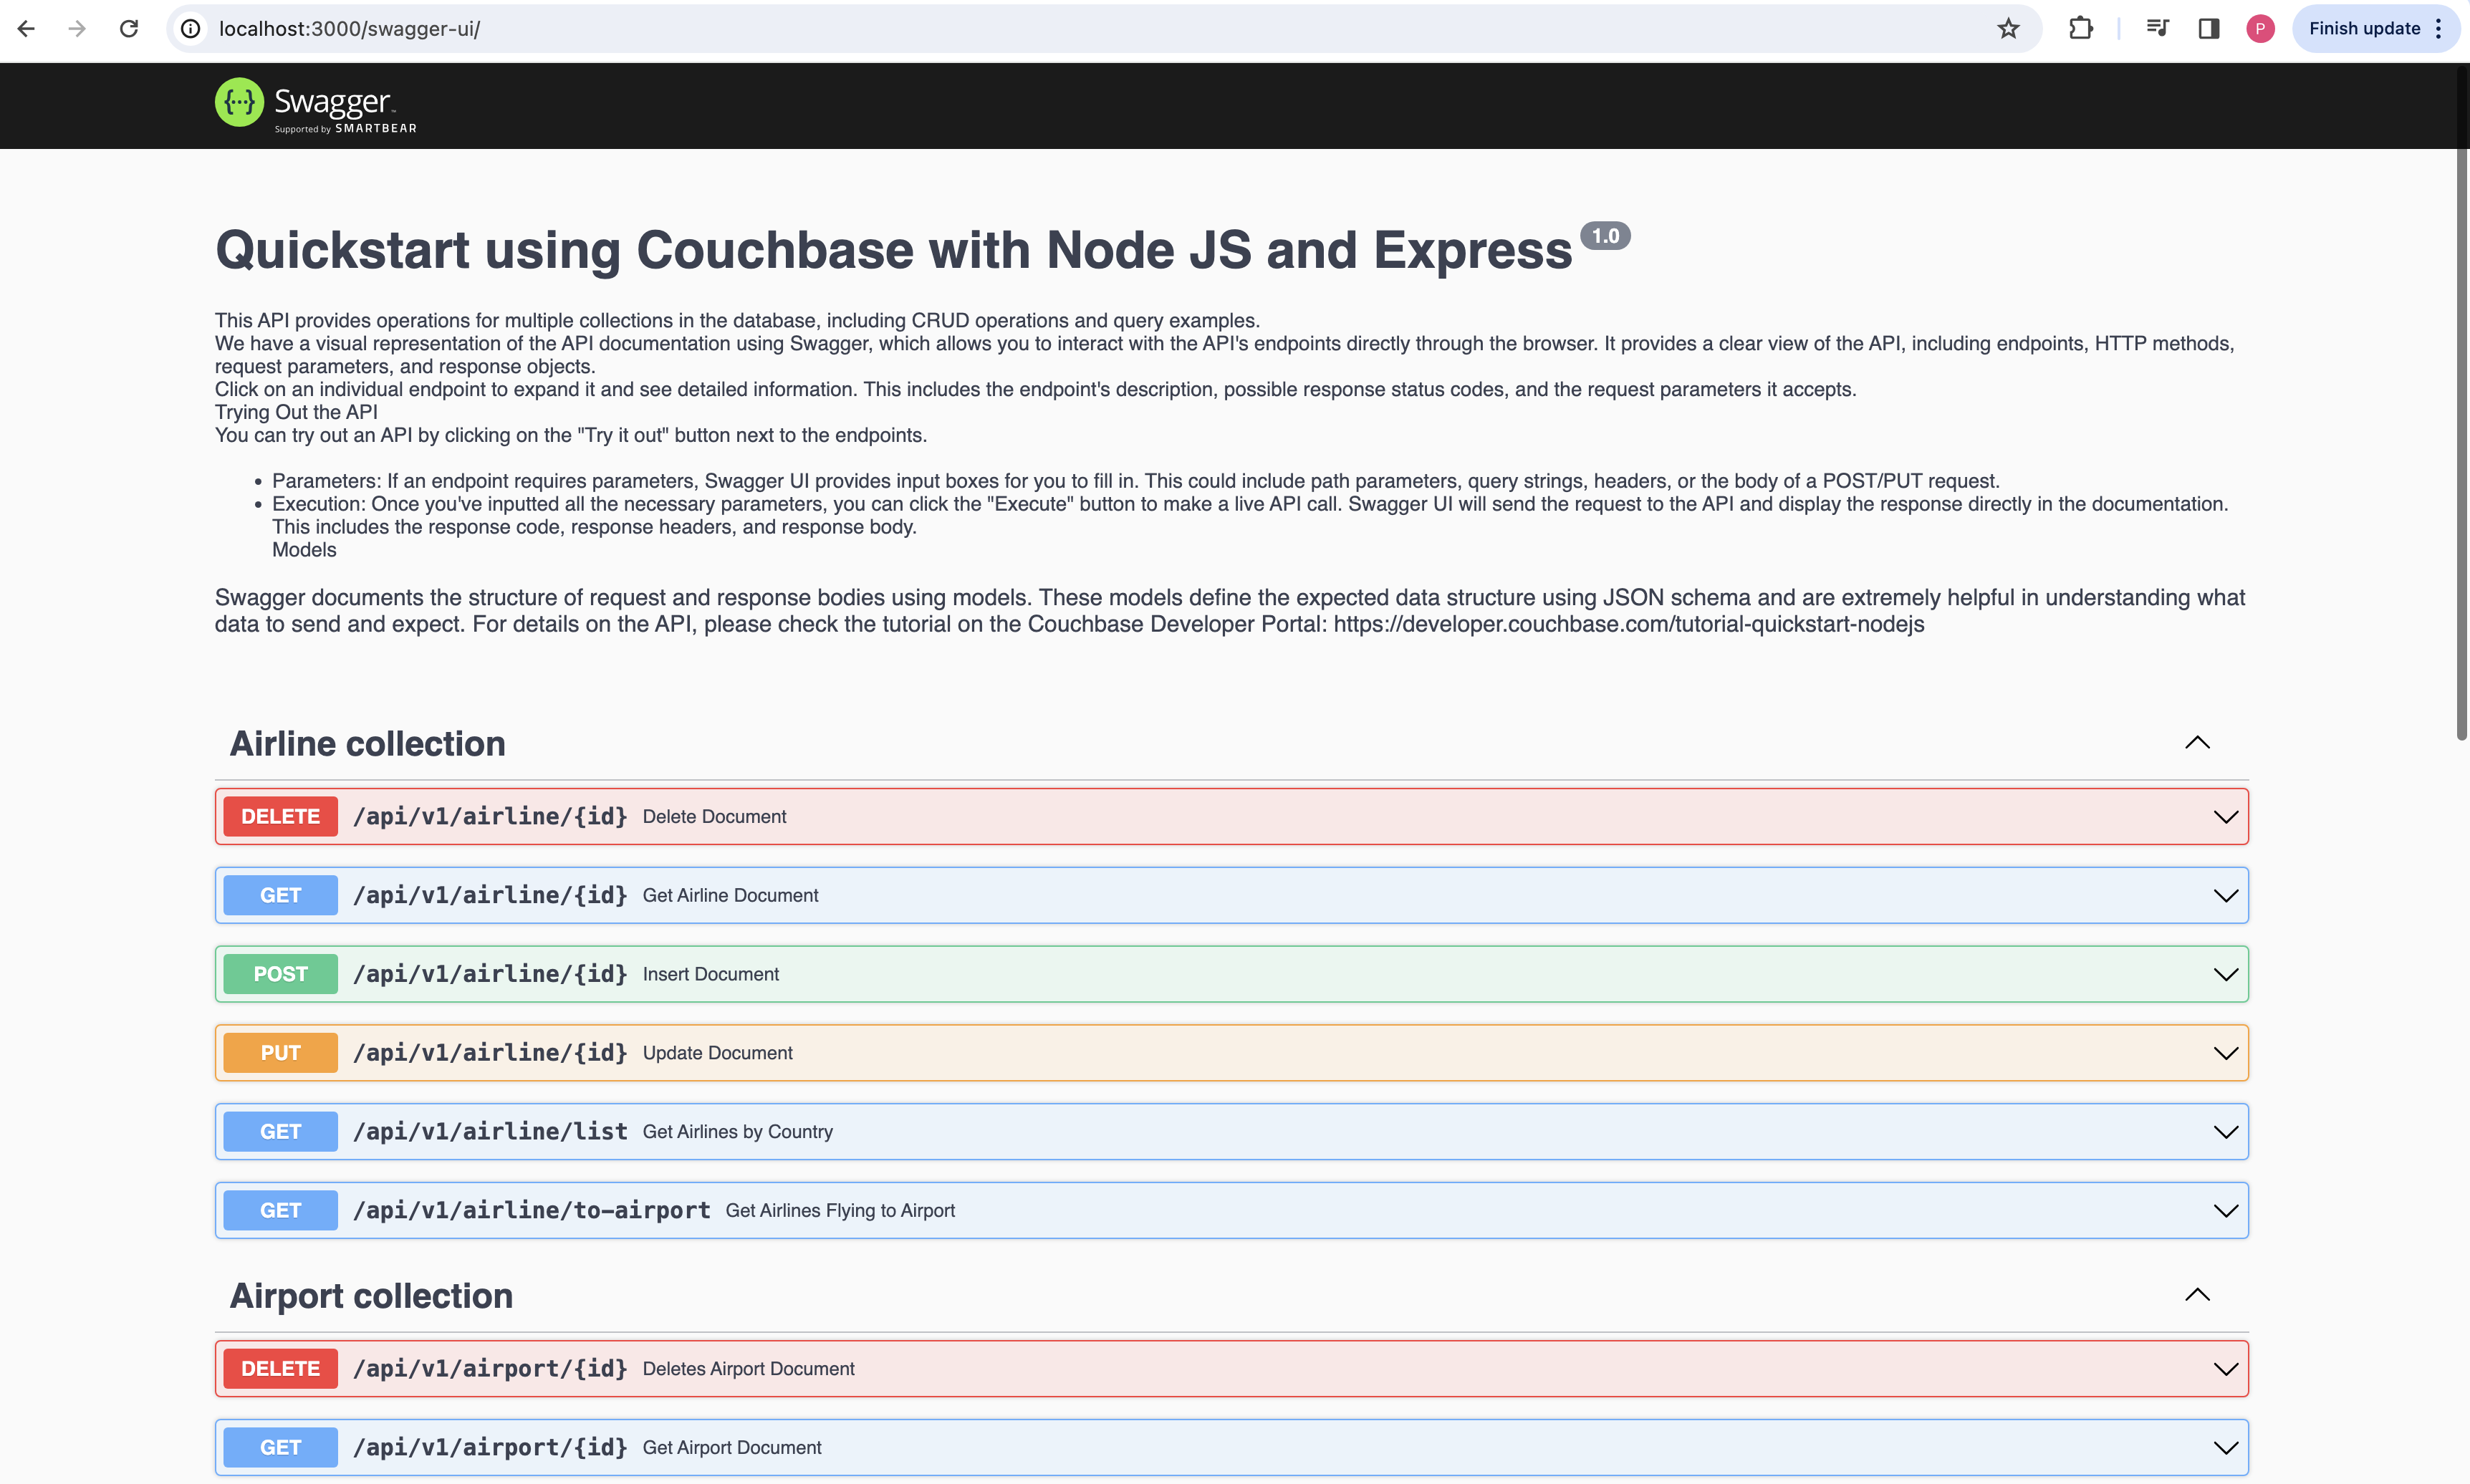 localhost:3000/swagger-ui/
P
Finish update
{···} Swagger™
Supported by SMARTBEAR
Quickstart using Couchbase with Node JS and Express 1.0
This API provides operations for multiple collections in the database, including CRUD operations and query examples.
We have a visual representation of the API documentation using Swagger, which allows you to interact with the API's endpoints directly through the browser. It provides a clear view of the API, including endpoints, HTTP methods,
request parameters, and response objects.
Click on an individual endpoint to expand it and see detailed information. This includes the endpoint's description, possible response status codes, and the request parameters it accepts.
Trying Out the API
You can try out an API by clicking on the "Try it out" button next to the endpoints.
• Parameters: If an endpoint requires parameters, Swagger UI provides input boxes for you to fill in. This could include path parameters, query strings, headers, or the body of a POST/PUT request.
• Execution: Once you've inputted all the necessary parameters, you can click the "Execute" button to make a live API call. Swagger UI will send the request to the API and display the response directly in the documentation.
This includes the response code, response headers, and response body.
Models
Swagger documents the structure of request and response bodies using models. These models define the expected data structure using JSON schema and are extremely helpful in understanding what
data to send and expect. For details on the API, please check the tutorial on the Couchbase Developer Portal: https://developer.couchbase.com/tutorial-quickstart-nodejs
Airline collection
DELETE /api/v1/airline/{id} Delete Document
GET /api/v1/airline/{id} Get Airline Document
POST /api/v1/airline/{id} Insert Document
PUT /api/v1/airline/{id} Update Document
GET /api/v1/airline/list Get Airlines by Country
GET /api/v1/airline/to-airport Get Airlines Flying to Airport
Airport collection
DELETE /api/v1/airport/{id} Deletes Airport Document
GET /api/v1/airport/{id} Get Airport Document